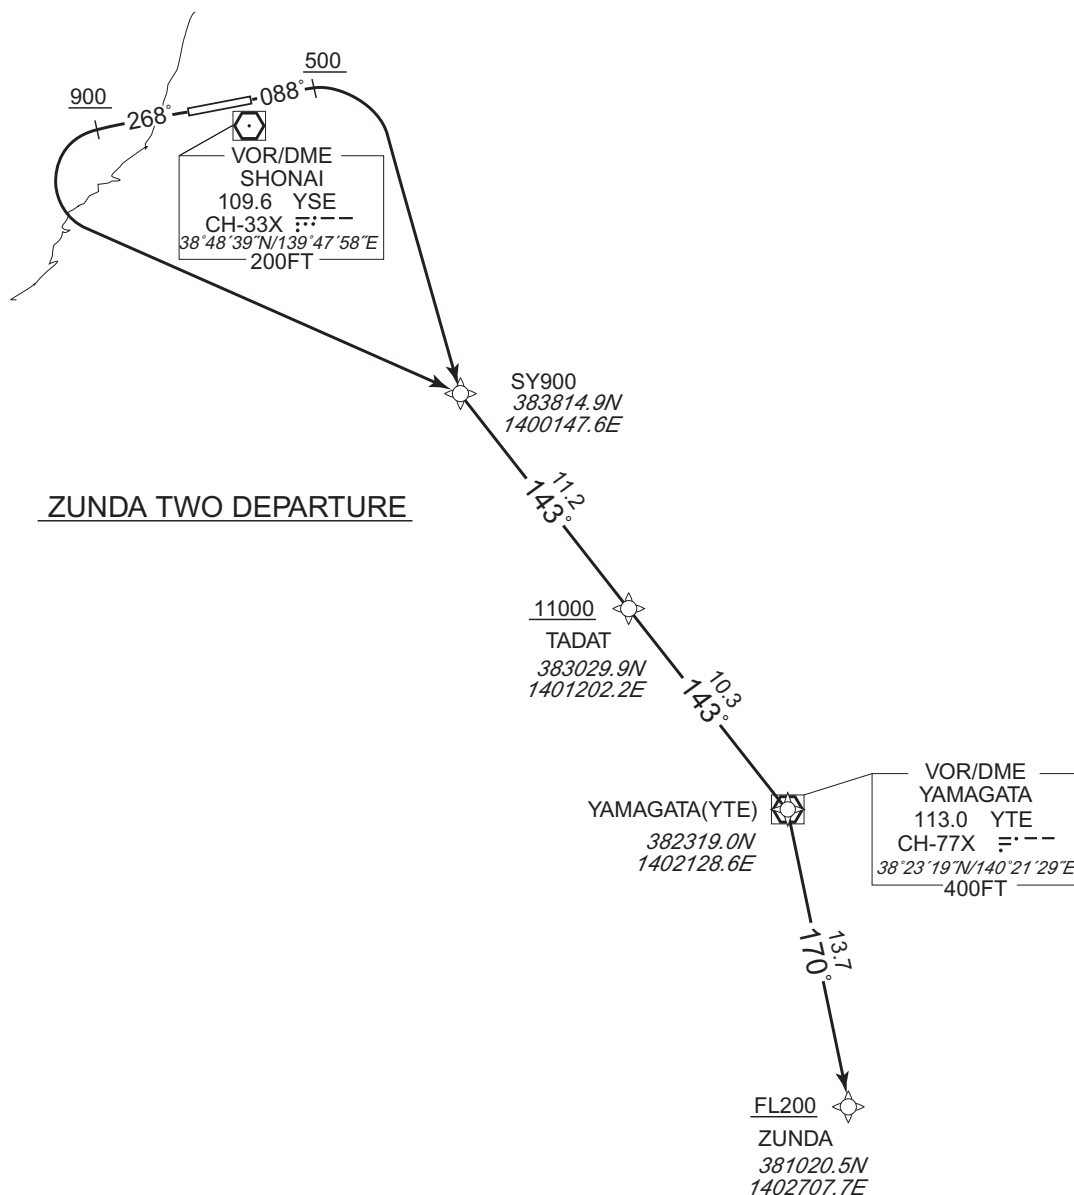 500
900
268°
088°
VOR/DME
SHONAI
109.6 YSE
CH-33X
38°48´39˝N/139°47´58˝E
200FT
SY900
383814.9N
1400147.6E
ZUNDA TWO DEPARTURE
11.2
143°
11000
TADAT
383029.9N
1401202.2E
10.3
143°
VOR/DME
YAMAGATA
113.0 YTE
CH-77X
38°23´19˝N/140°21´29˝E
400FT
YAMAGATA(YTE)
382319.0N
1402128.6E
13.7
170°
FL200
ZUNDA
381020.5N
1402707.7E